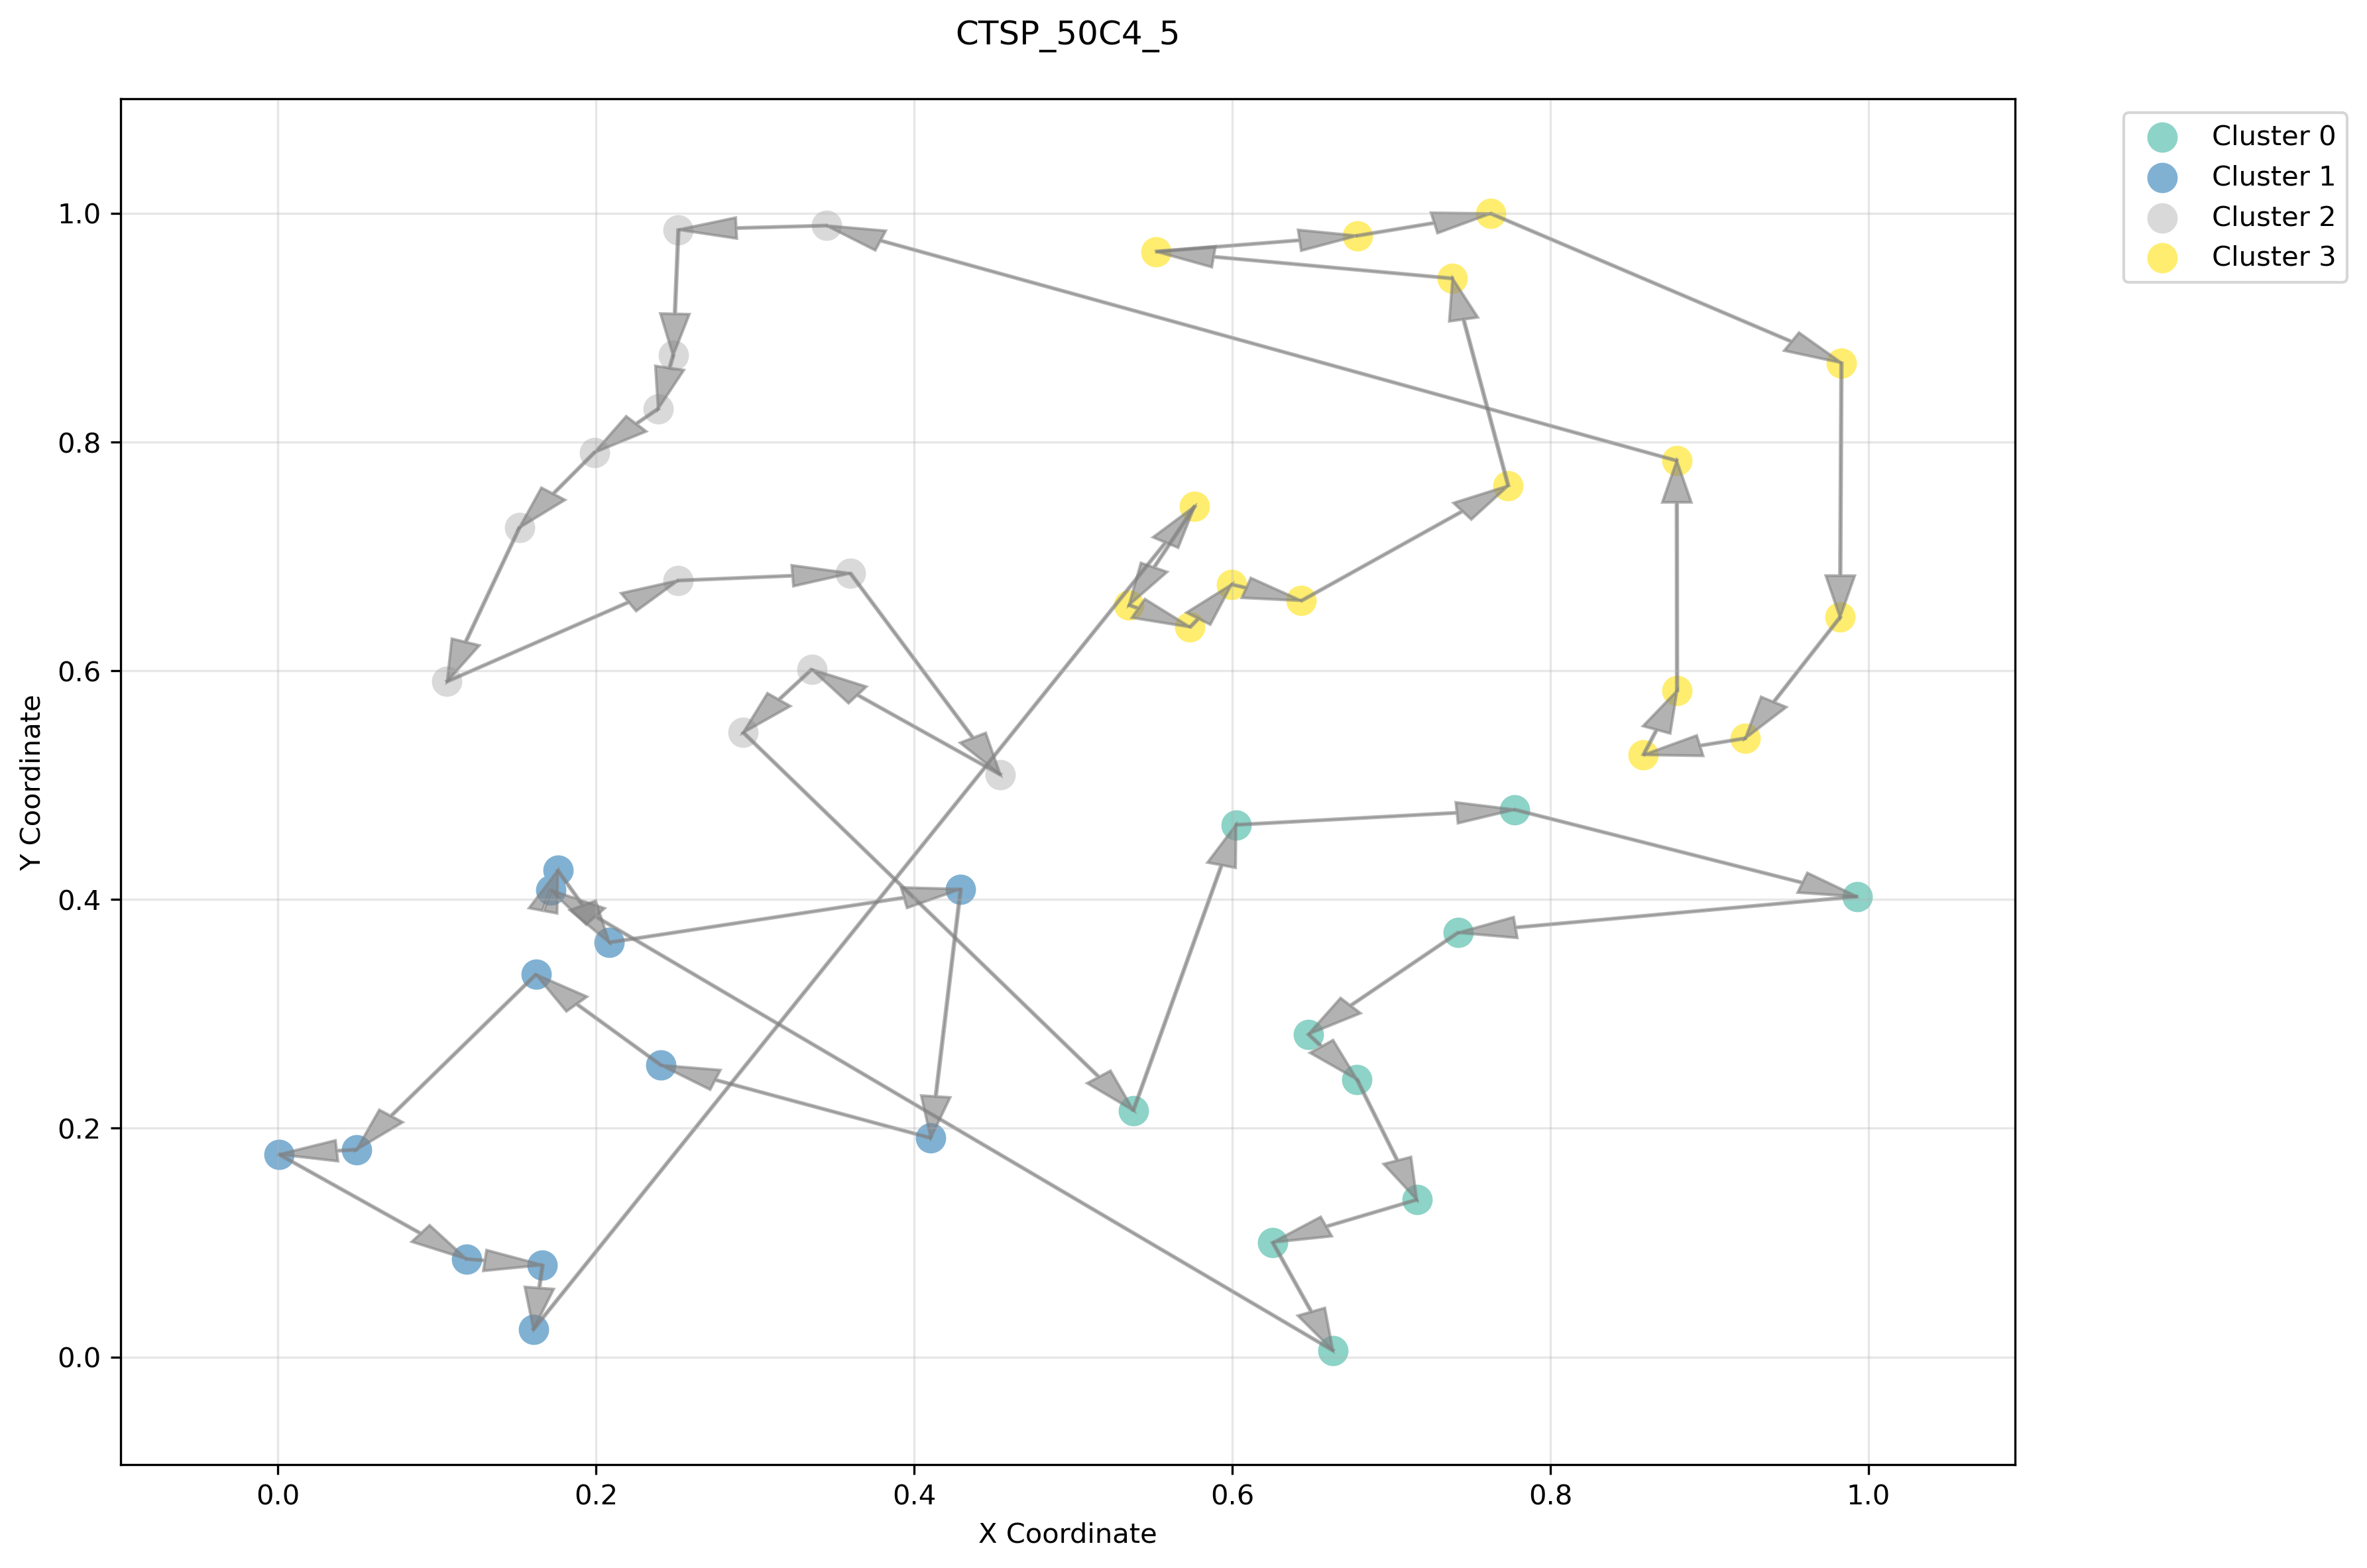 CTSP_50C4_5
Cluster 0
Cluster 1
Cluster 2
Cluster 3
1.0
0.8
0.6
0.4
0.2
0.0
Y Coordinate
0.0 0.2 0.4 0.6 0.8 1.0
X Coordinate